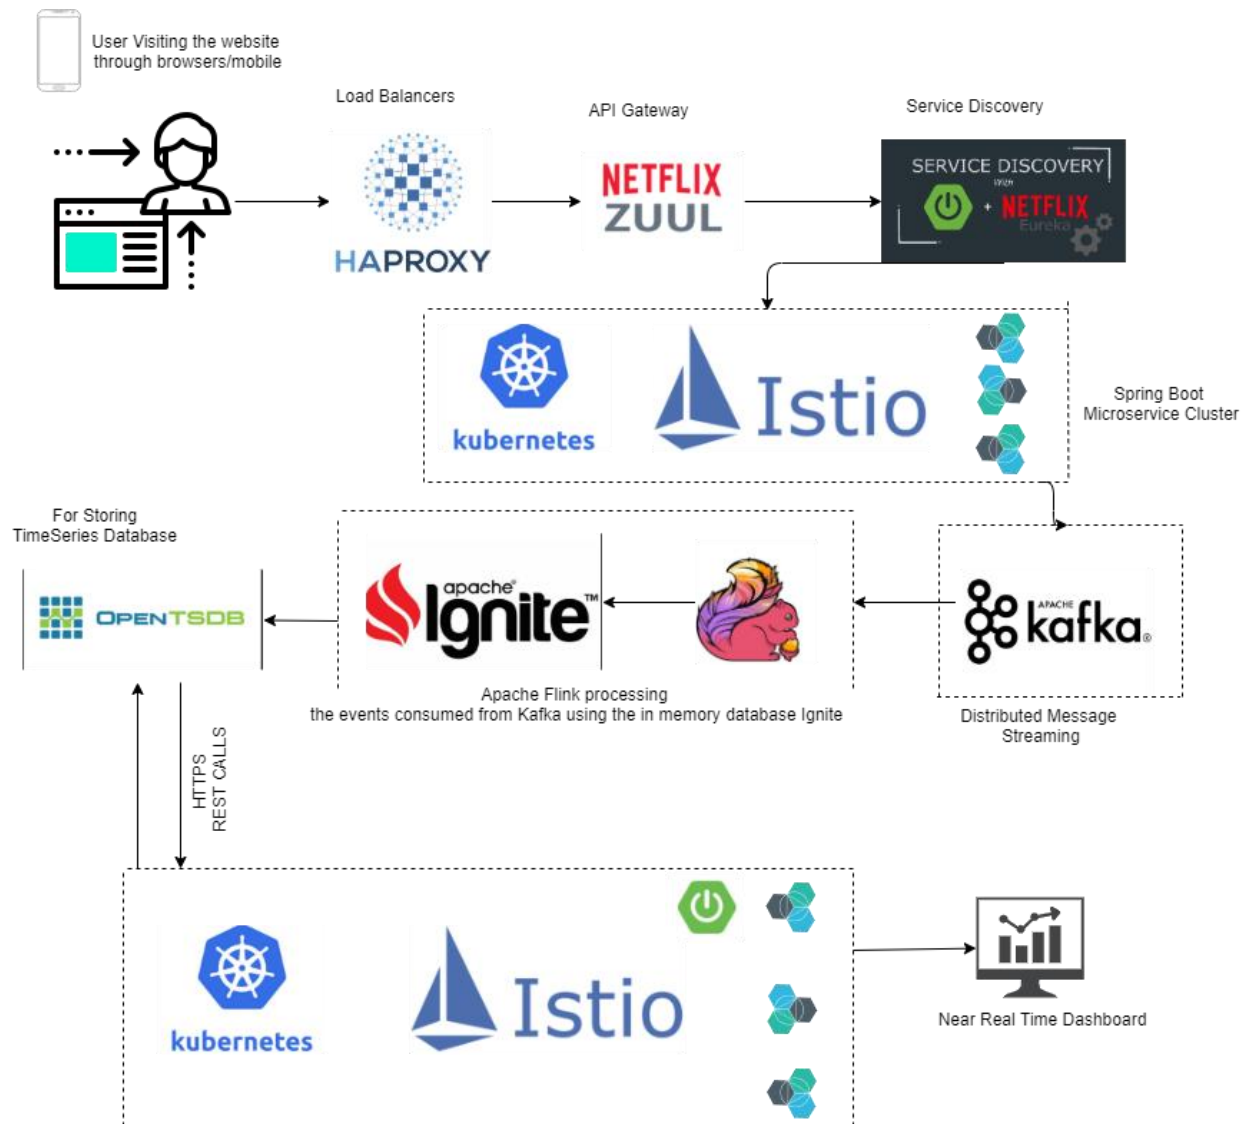 User Visiting the website
through browsers/mobile
Load Balancers
API Gateway
Service Discovery
HAPROXY
NETFLIX
ZUUL
SERVICE DISCOVERY
With
+ NETFLIX
Eureka
kubernetes
Istio
Spring Boot
Microservice Cluster
For Storing
TimeSeries Database
OPENTSDB
apache®
Ignite™
APACHE
kafka®
Apache Flink processing
the events consumed from Kafka using the in memory database Ignite
Distributed Message
Streaming
HTTPS
REST CALLS
kubernetes
Istio
Near Real Time Dashboard